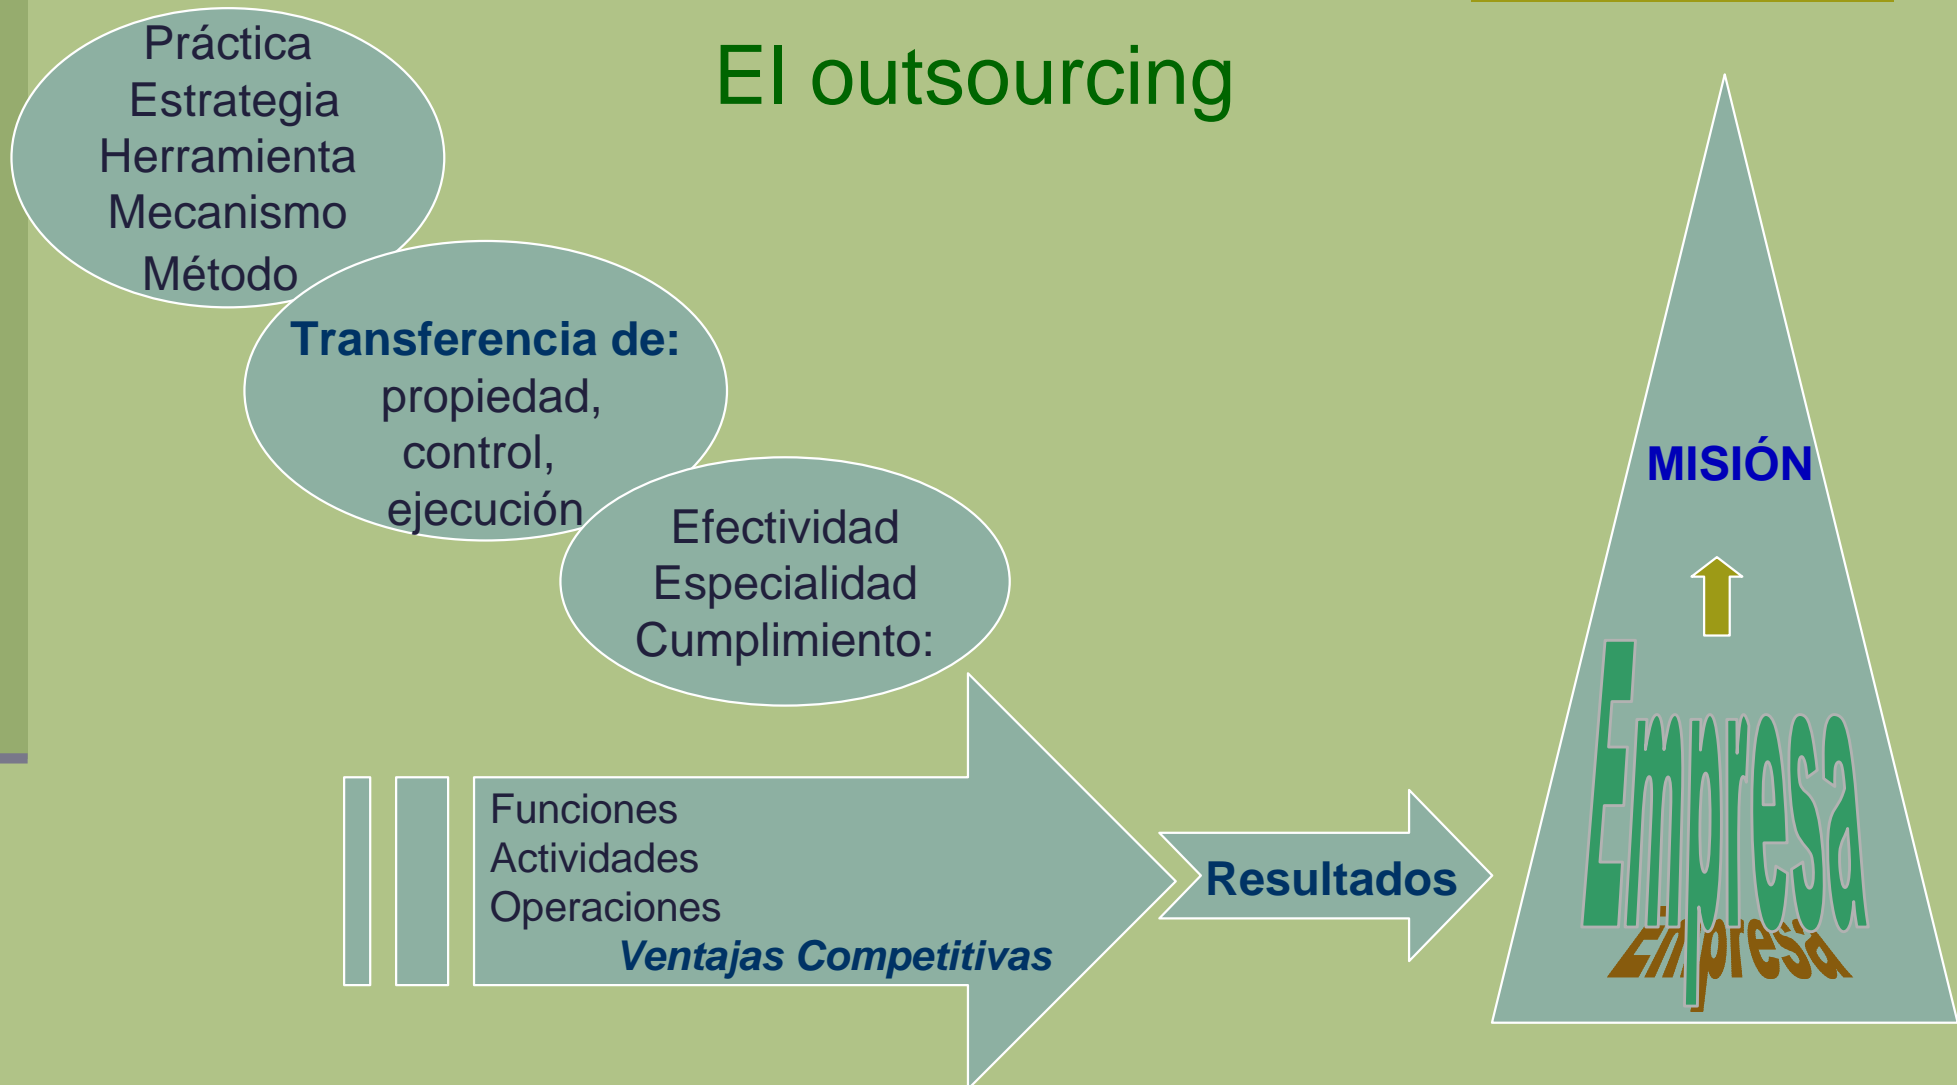 El outsourcing
Práctica
Estrategia
Herramienta
Mecanismo
Método
Transferencia de:
propiedad,
control,
ejecución
Efectividad
Especialidad
Cumplimiento:
Funciones
Actividades
Operaciones
Ventajas Competitivas
Resultados
MISIÓN
Empresa